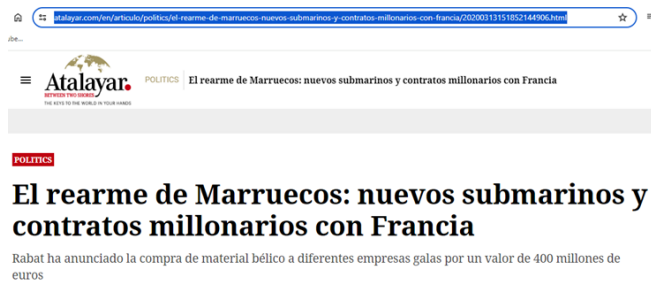 atalayar.com/en/articulo/politics/el-rearme-de-marruecos-nuevos-submarinos-y-contratos-millonarios-con-francia/20200313151852144906.html
be...
Atalayar.
BETWEEN TWO SHORES
THE KEYS TO THE WORLD IN YOUR HANDS
POLITICS
El rearme de Marruecos: nuevos submarinos y contratos millonarios con Francia
POLITICS
El rearme de Marruecos: nuevos submarinos y
contratos millonarios con Francia
Rabat ha anunciado la compra de material bélico a diferentes empresas galas por un valor de 400 millones de
euros